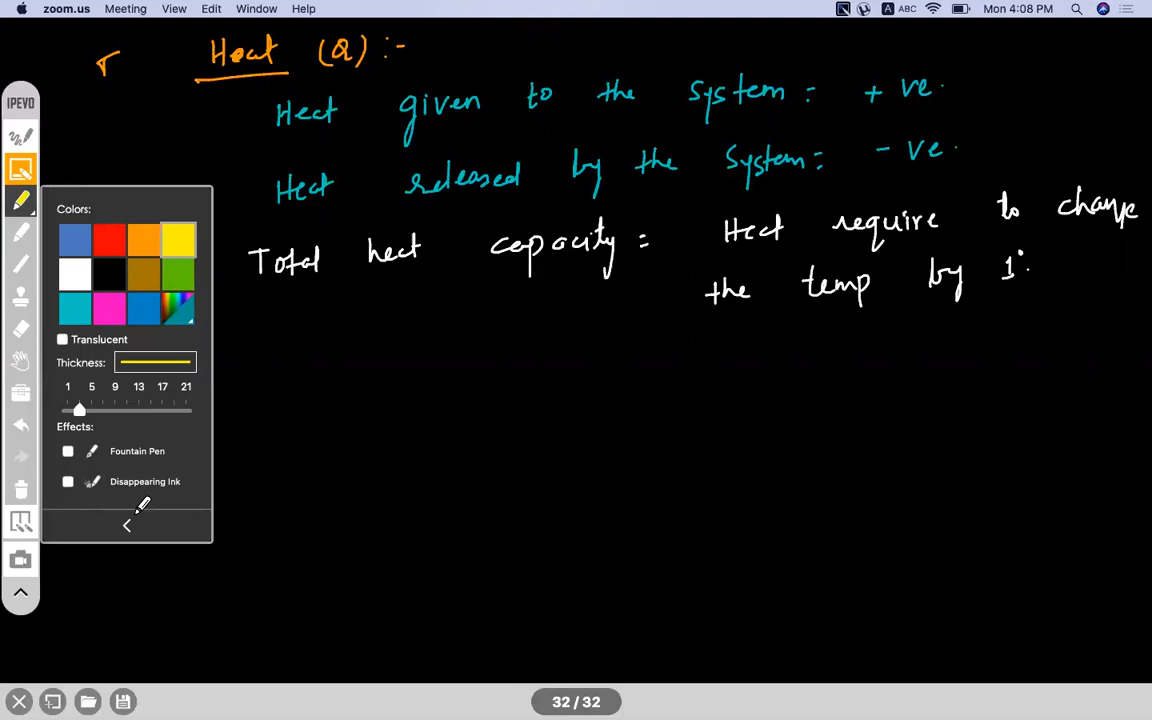 zoom.us Meeting View Edit Window Help ABC Mon 4:08 PM
Heat (Q) :-
Heat given to the system = + ve.
Heat released by the system = - ve.
Total heat capacity = Heat require to change
the temp by 1°.
IPEVO
Colors:
Translucent
Thickness:
1 5 9 13 17 21
Effects:
Fountain Pen
Disappearing Ink
32 / 32